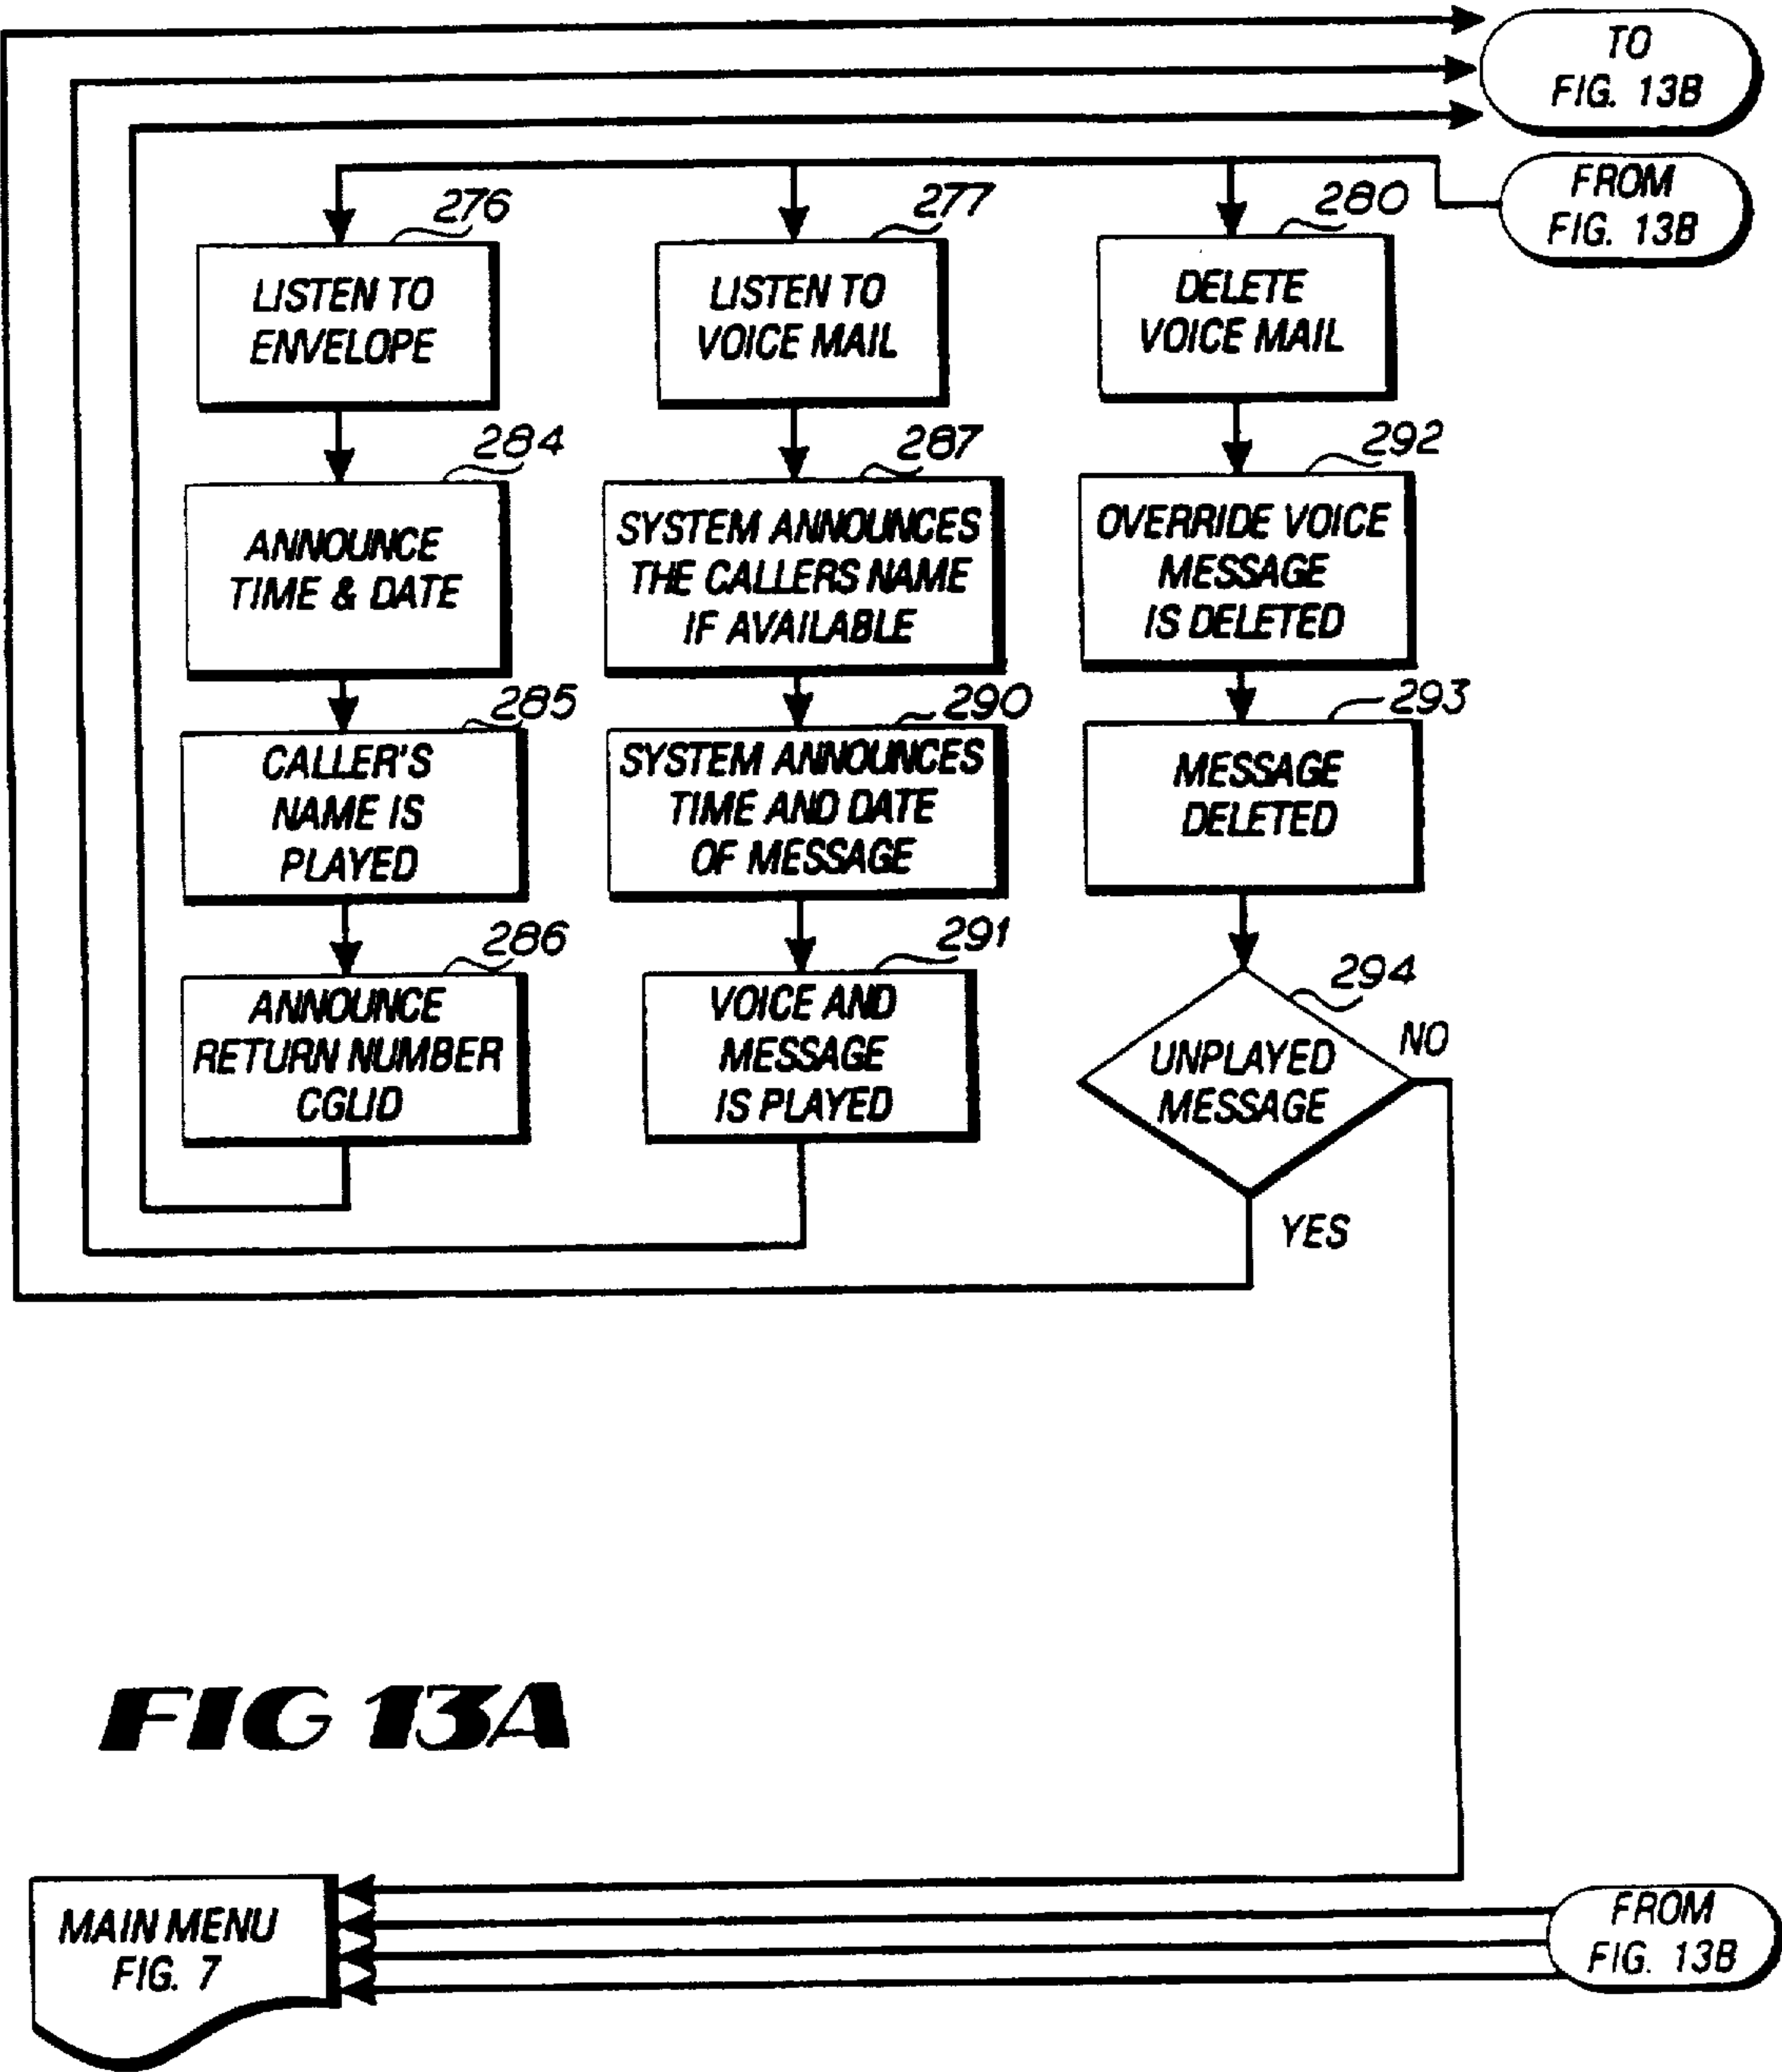 TO
FIG. 13B
FROM
FIG. 13B
276
LISTEN TO
ENVELOPE
277
LISTEN TO
VOICE MAIL
280
DELETE
VOICE MAIL
284
ANNOUNCE
TIME & DATE
287
SYSTEM ANNOUNCES
THE CALLERS NAME
IF AVAILABLE
292
OVERRIDE VOICE
MESSAGE
IS DELETED
285
CALLER'S
NAME IS
PLAYED
290
SYSTEM ANNOUNCES
TIME AND DATE
OF MESSAGE
293
MESSAGE
DELETED
286
ANNOUNCE
RETURN NUMBER
CGLID
291
VOICE AND
MESSAGE
IS PLAYED
294
UNPLAYED
MESSAGE
NO
YES
FIG 13A
MAIN MENU
FIG. 7
FROM
FIG. 13B